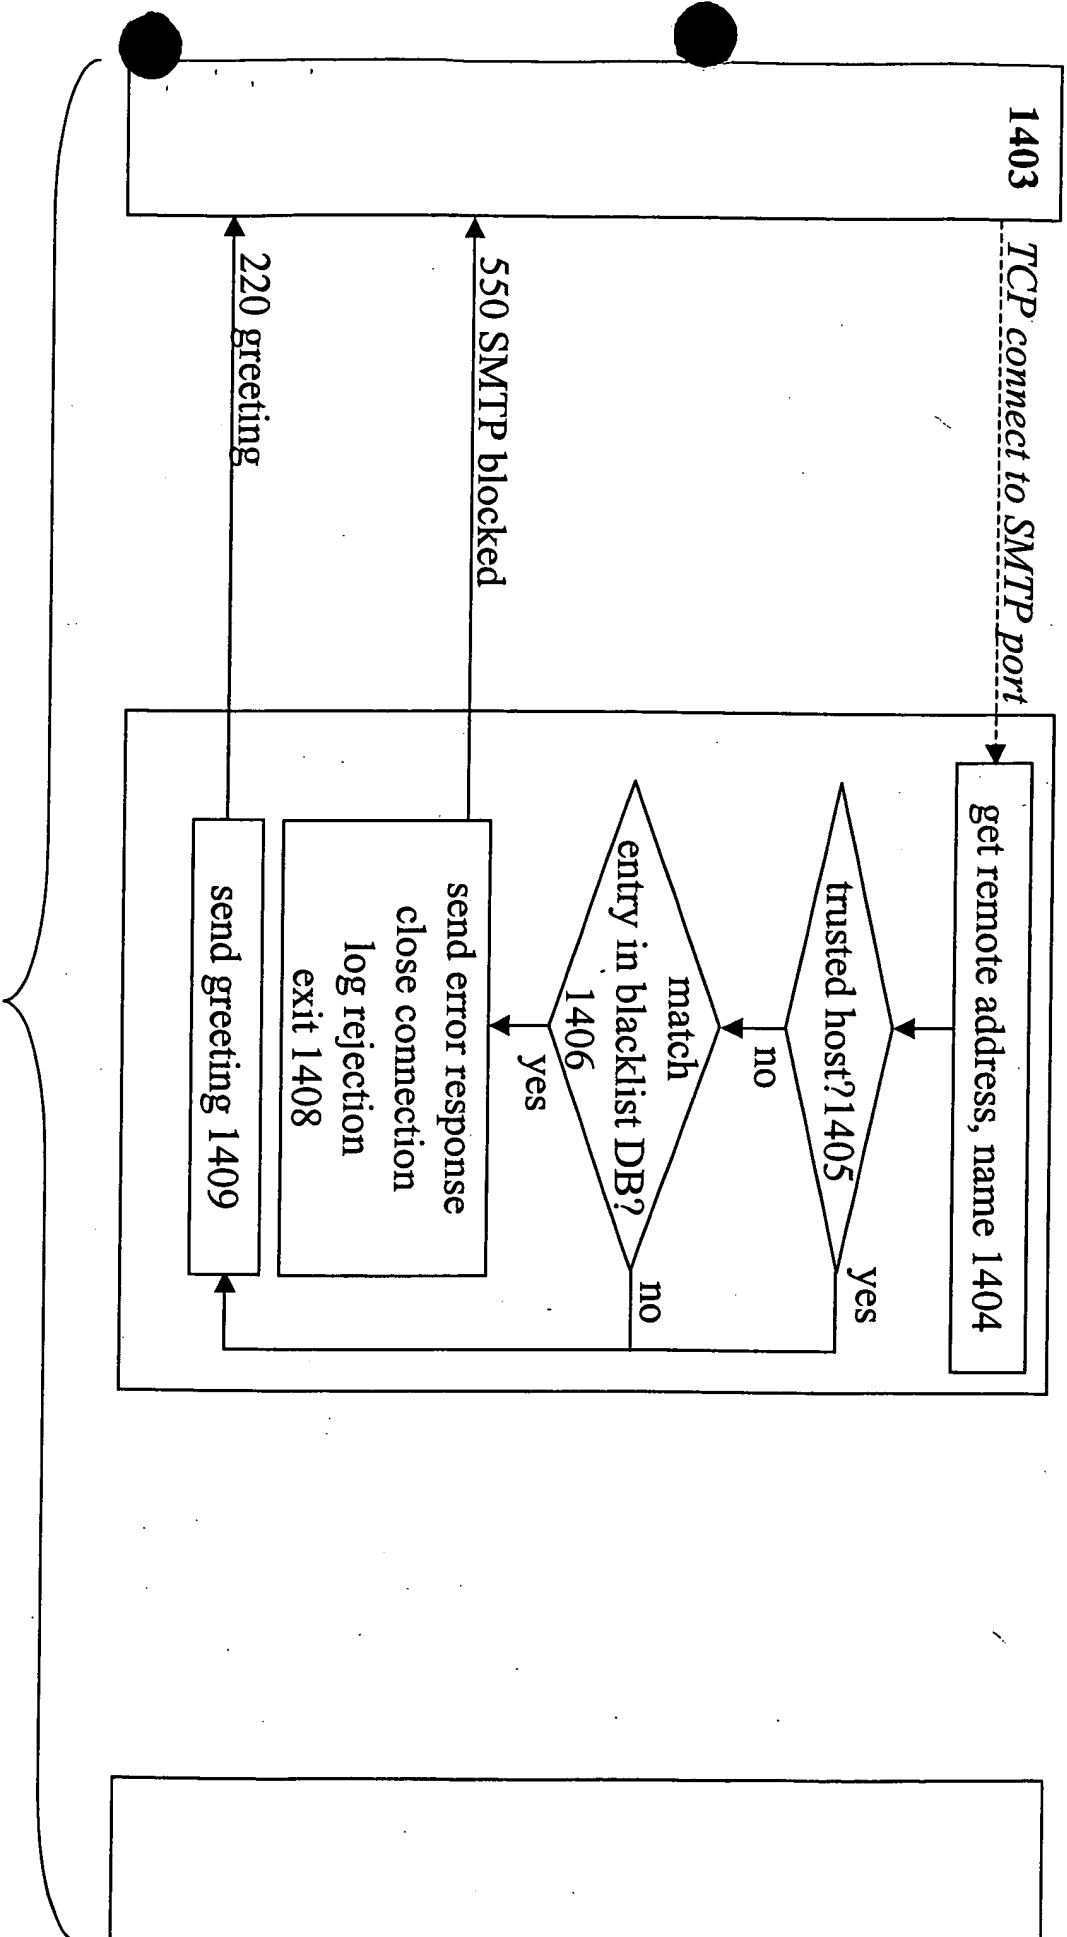 1403
TCP connect to SMTP port
get remote address, name 1404
trusted host?1405
yes
no
match
entry in blacklist DB?
1406
no
yes
550 SMTP blocked
send error response
close connection
log rejection
exit 1408
220 greeting
send greeting 1409